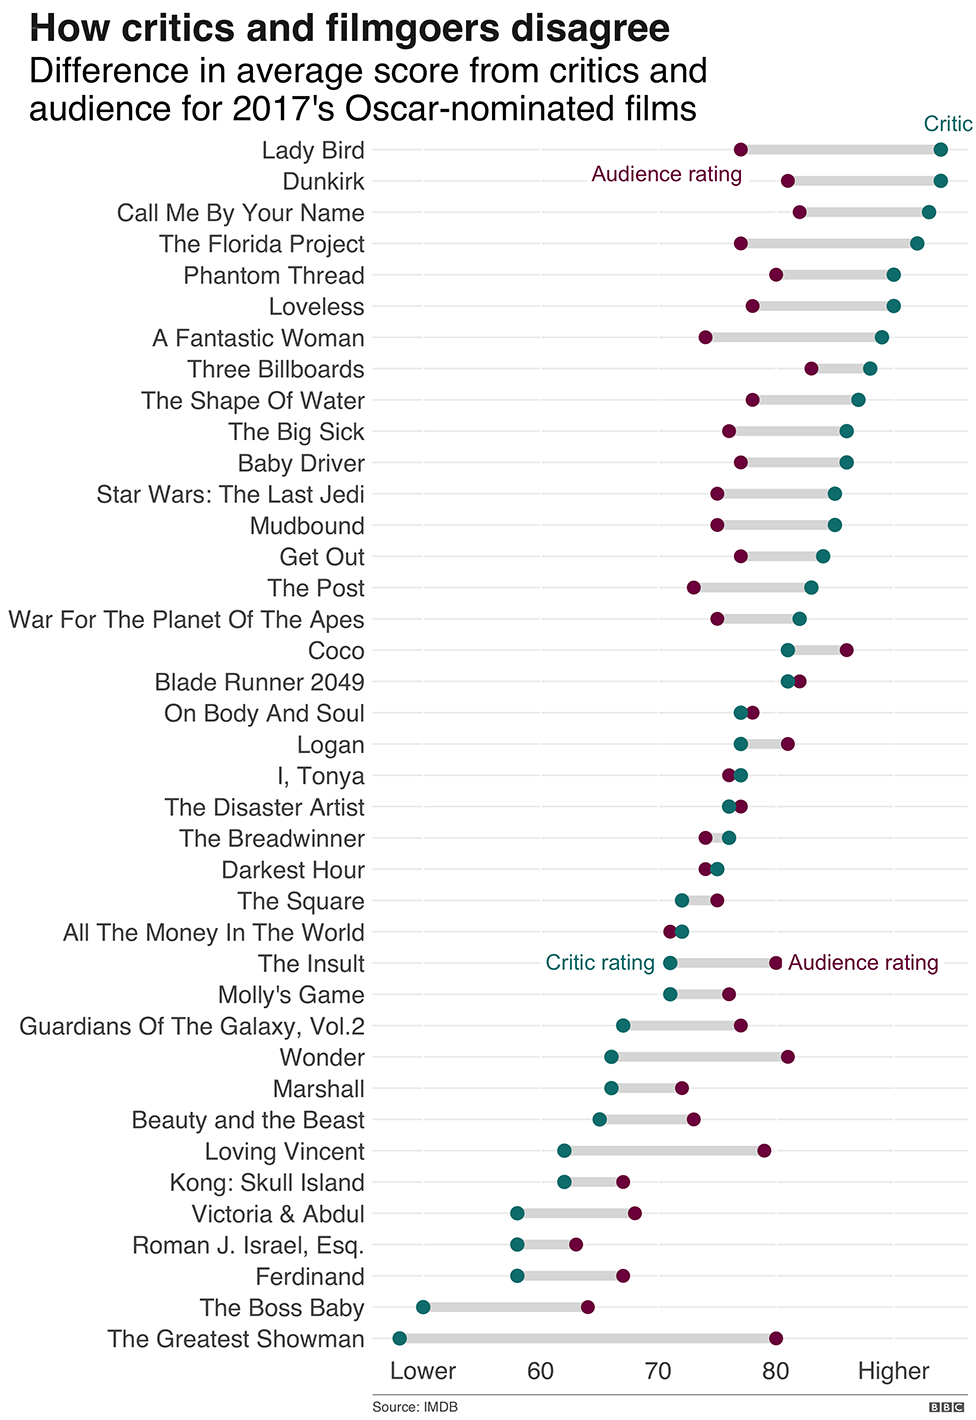 How critics and filmgoers disagree
Difference in average score from critics and
audience for 2017's Oscar-nominated films
Critic
Lady Bird
Audience rating
Dunkirk
Call Me By Your Name
The Florida Project
Phantom Thread
Loveless
A Fantastic Woman
Three Billboards
The Shape Of Water
The Big Sick
Baby Driver
Star Wars: The Last Jedi
Mudbound
Get Out
The Post
War For The Planet Of The Apes
Coco
Blade Runner 2049
On Body And Soul
Logan
I, Tonya
The Disaster Artist
The Breadwinner
Darkest Hour
The Square
All The Money In The World
The Insult Critic rating Audience rating
Molly's Game
Guardians Of The Galaxy, Vol.2
Wonder
Marshall
Beauty and the Beast
Loving Vincent
Kong: Skull Island
Victoria & Abdul
Roman J. Israel, Esq.
Ferdinand
The Boss Baby
The Greatest Showman
Lower 60 70 80 Higher
Source: IMDB BBC